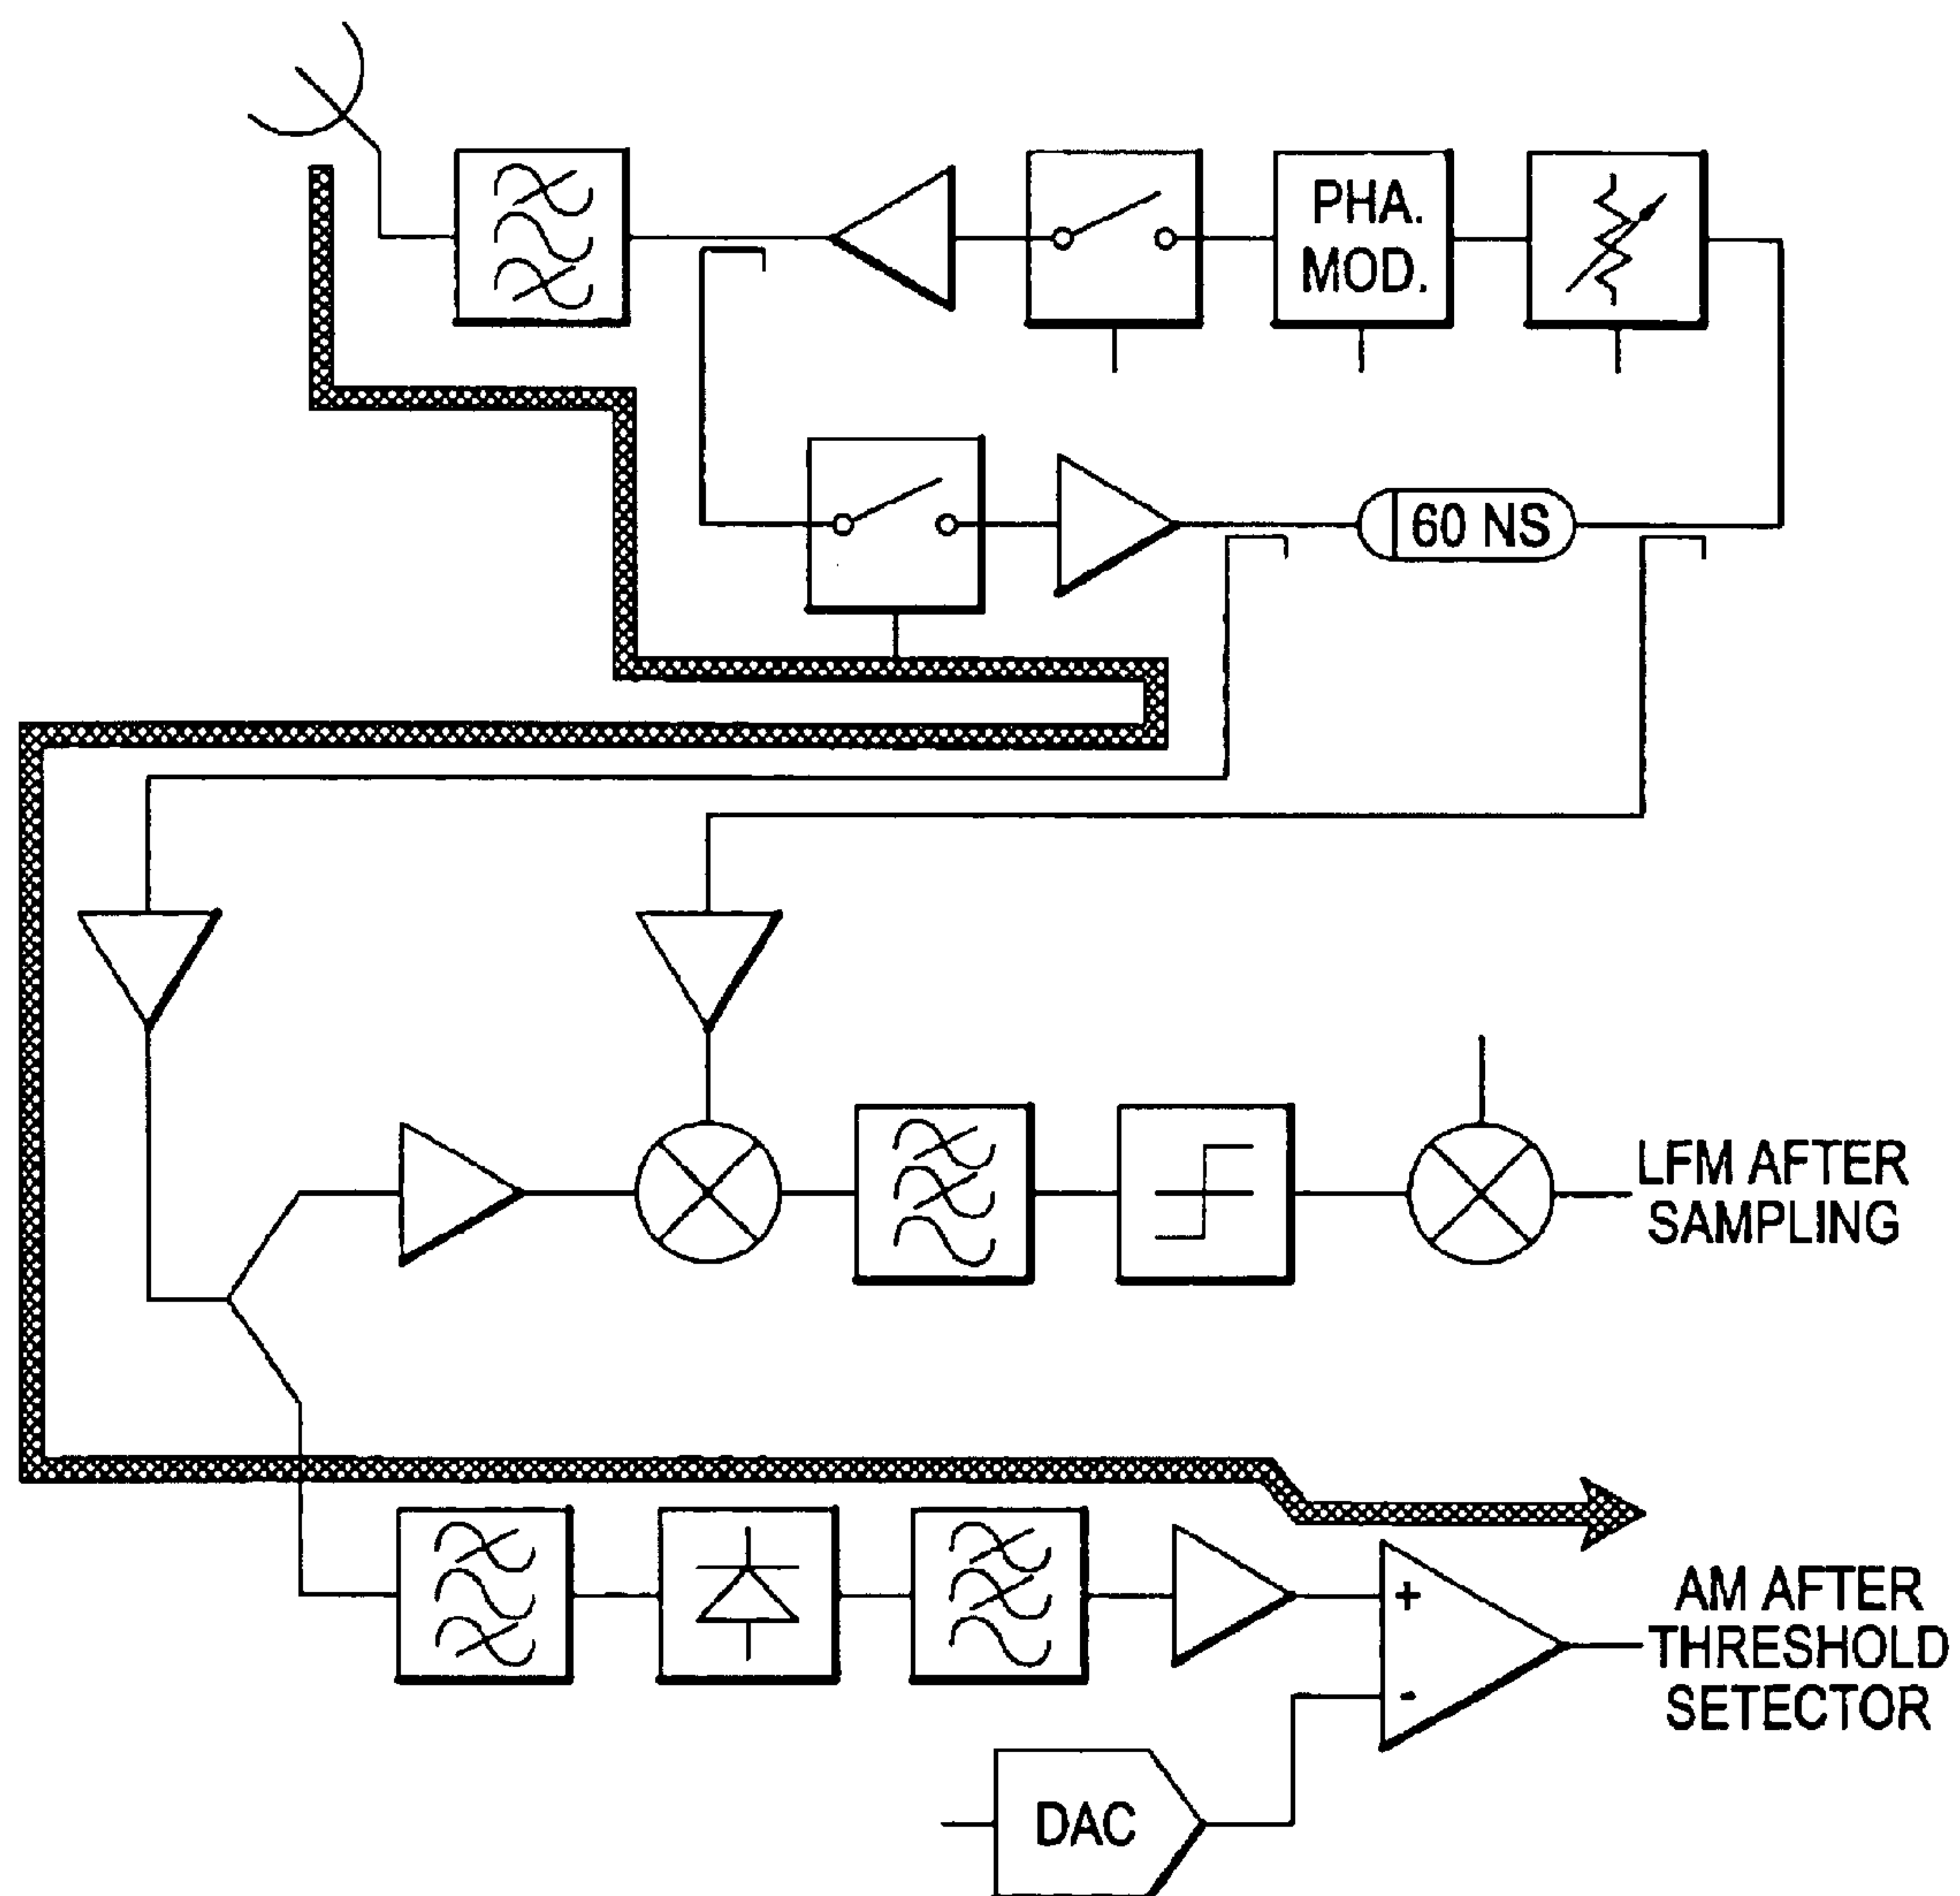 PHA.
MOD.
60 NS
LFM AFTER
SAMPLING
+
-
AM AFTER
THRESHOLD
SETECTOR
DAC